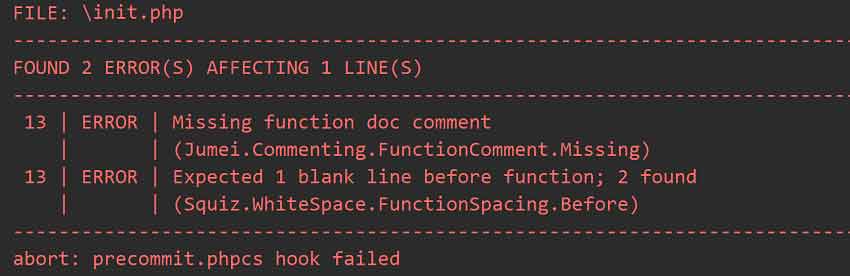 FILE: \init.php
--------------------------------------------------------------------------------
FOUND 2 ERROR(S) AFFECTING 1 LINE(S)
--------------------------------------------------------------------------------
 13 | ERROR | Missing function doc comment
    |       | (Jumei.Commenting.FunctionComment.Missing)
 13 | ERROR | Expected 1 blank line before function; 2 found
    |       | (Squiz.WhiteSpace.FunctionSpacing.Before)
--------------------------------------------------------------------------------
abort: precommit.phpcs hook failed